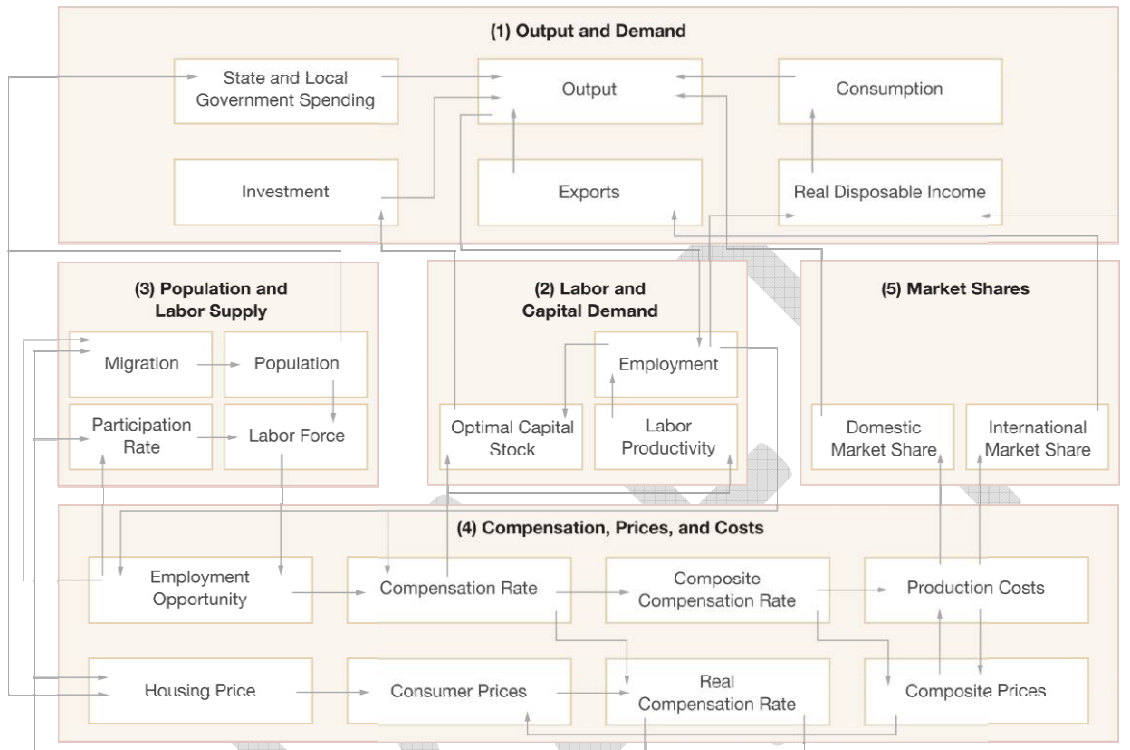 (1) Output and Demand
State and Local
Government Spending
Output
Consumption
Investment
Exports
Real Disposable Income
(3) Population and
Labor Supply
Migration
Population
Participation
Rate
Labor Force
(2) Labor and
Capital Demand
Employment
Optimal Capital
Stock
Labor
Productivity
(5) Market Shares
Domestic
Market Share
International
Market Share
(4) Compensation, Prices, and Costs
Employment
Opportunity
Compensation Rate
Composite
Compensation Rate
Production Costs
Housing Price
Consumer Prices
Real
Compensation Rate
Composite Prices